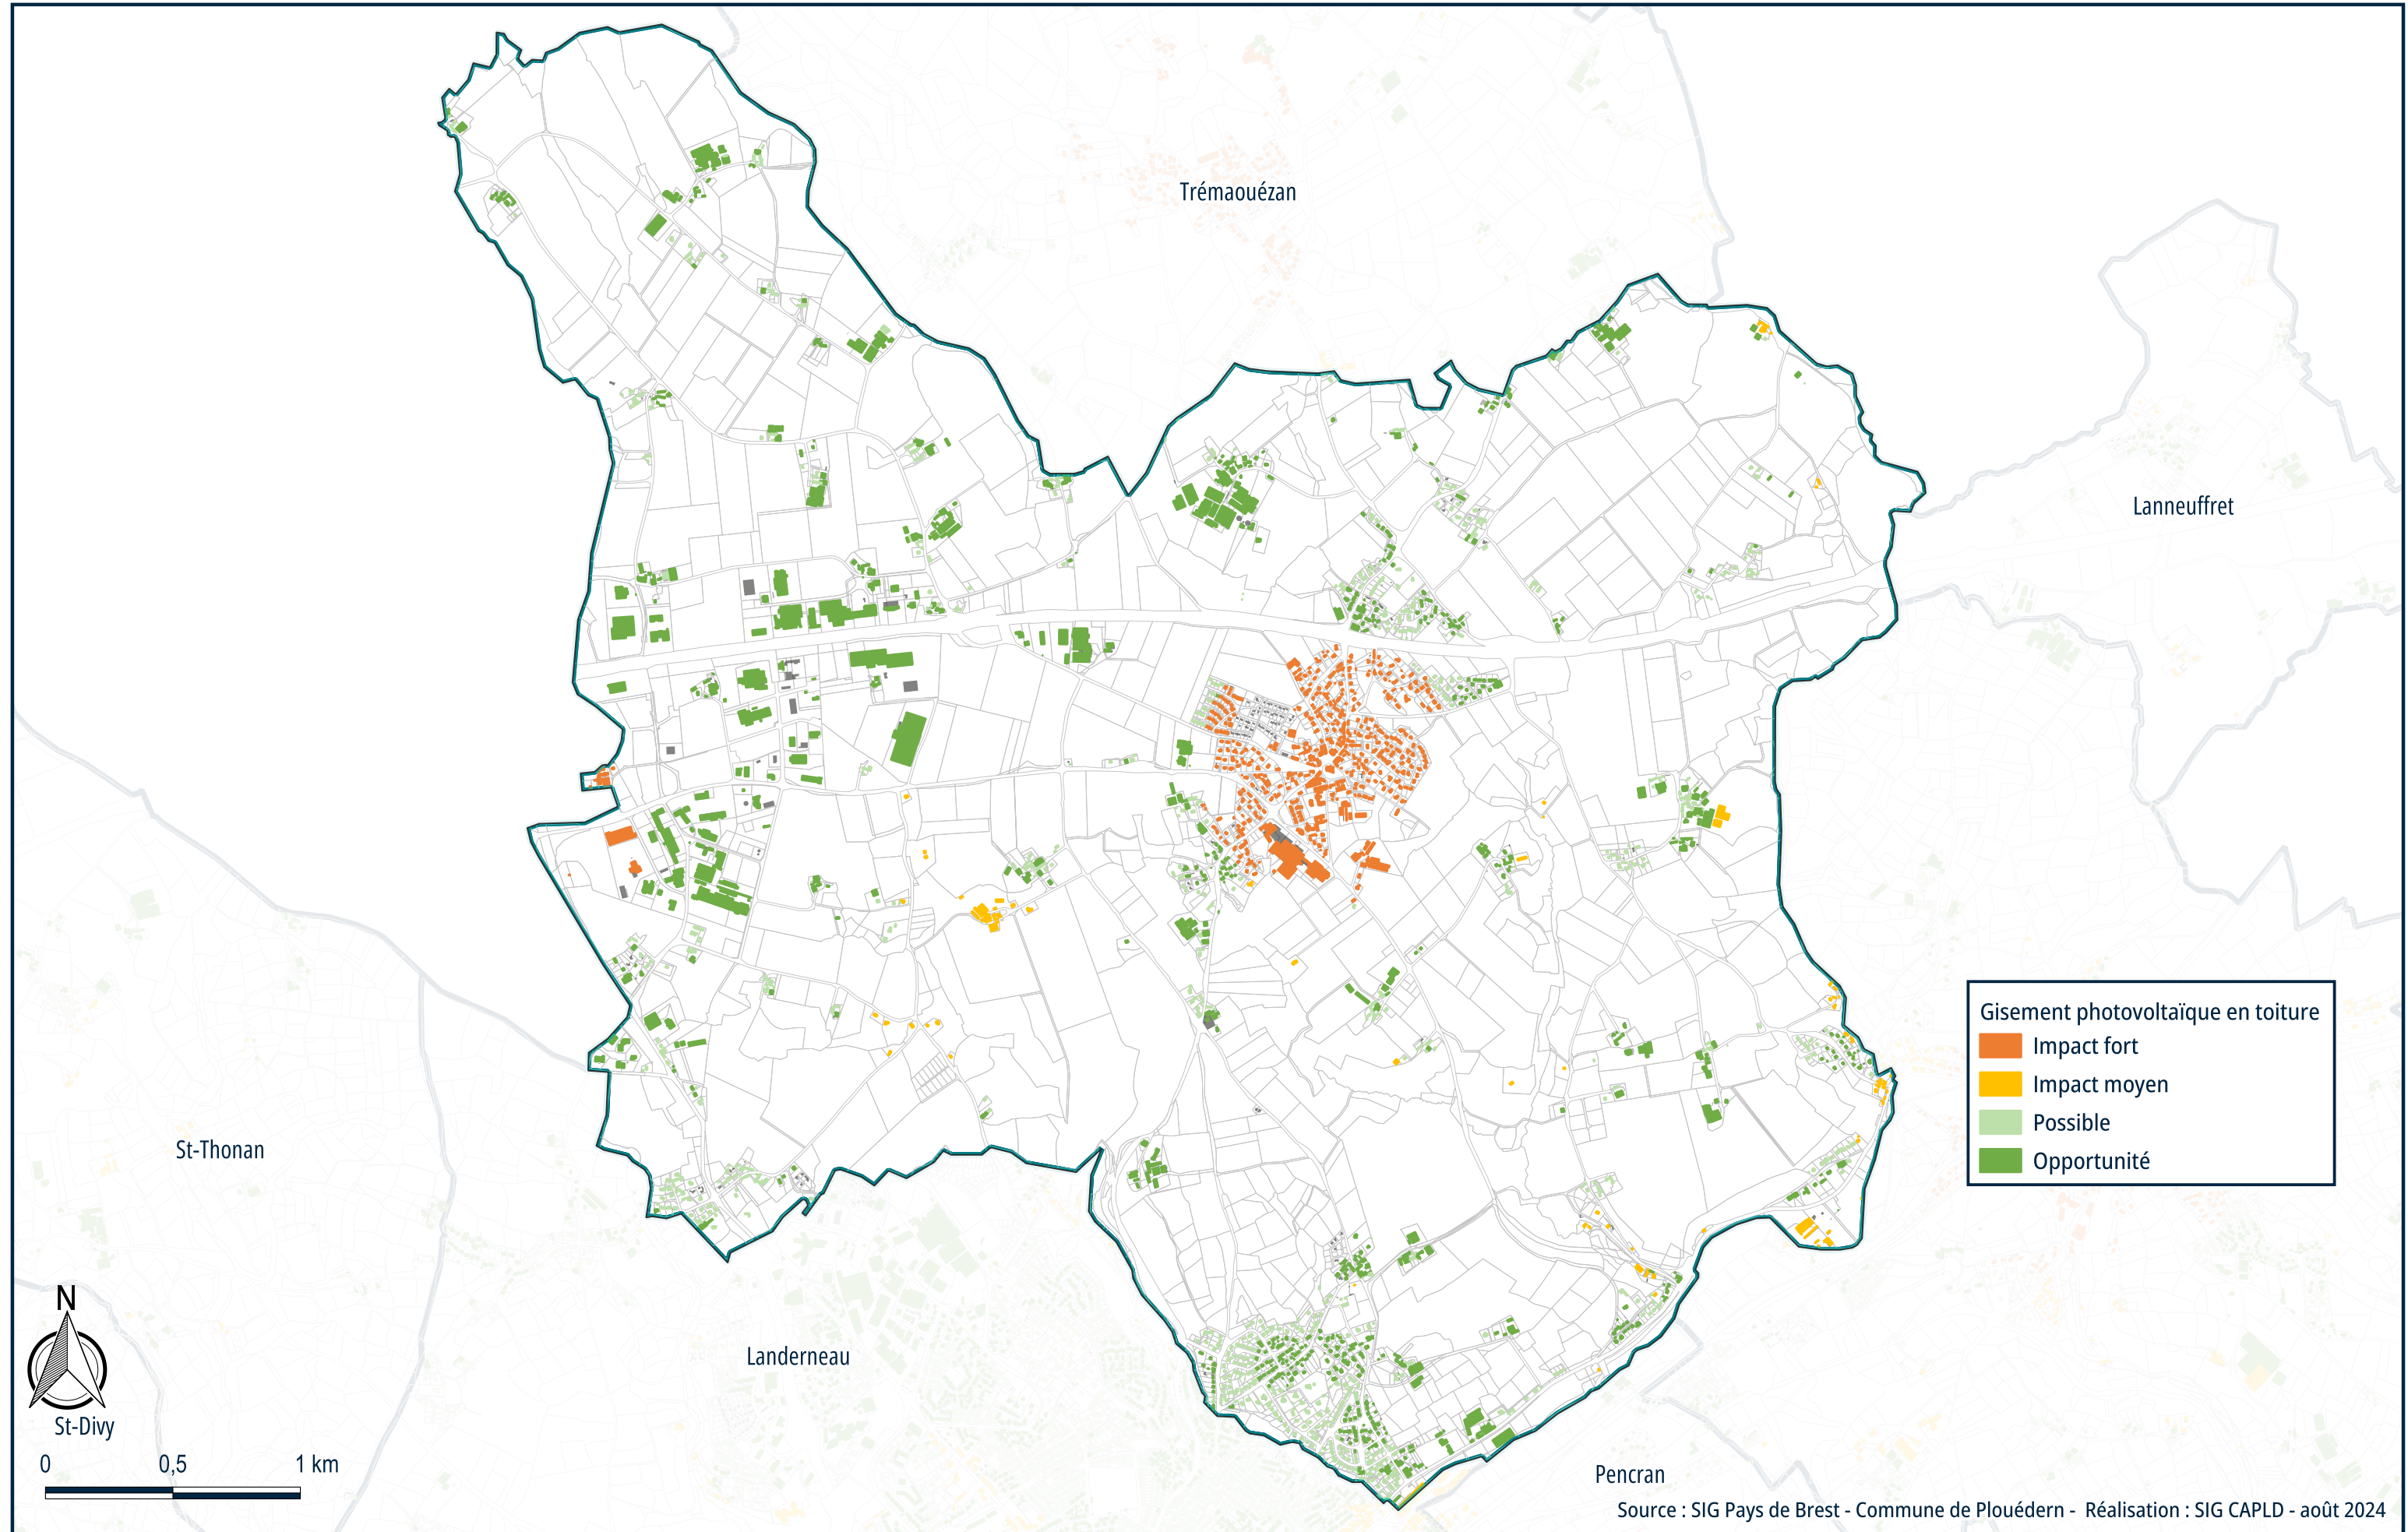 Trémaouézan
Lanneuffret
Gisement photovoltaïque en toiture
Impact fort
Impact moyen
Possible
Opportunité
St-Thonan
N
Landerneau
St-Divy
0 0,5 1 km
Pencran
Source : SIG Pays de Brest - Commune de Plouédern - Réalisation : SIG CAPLD - août 2024